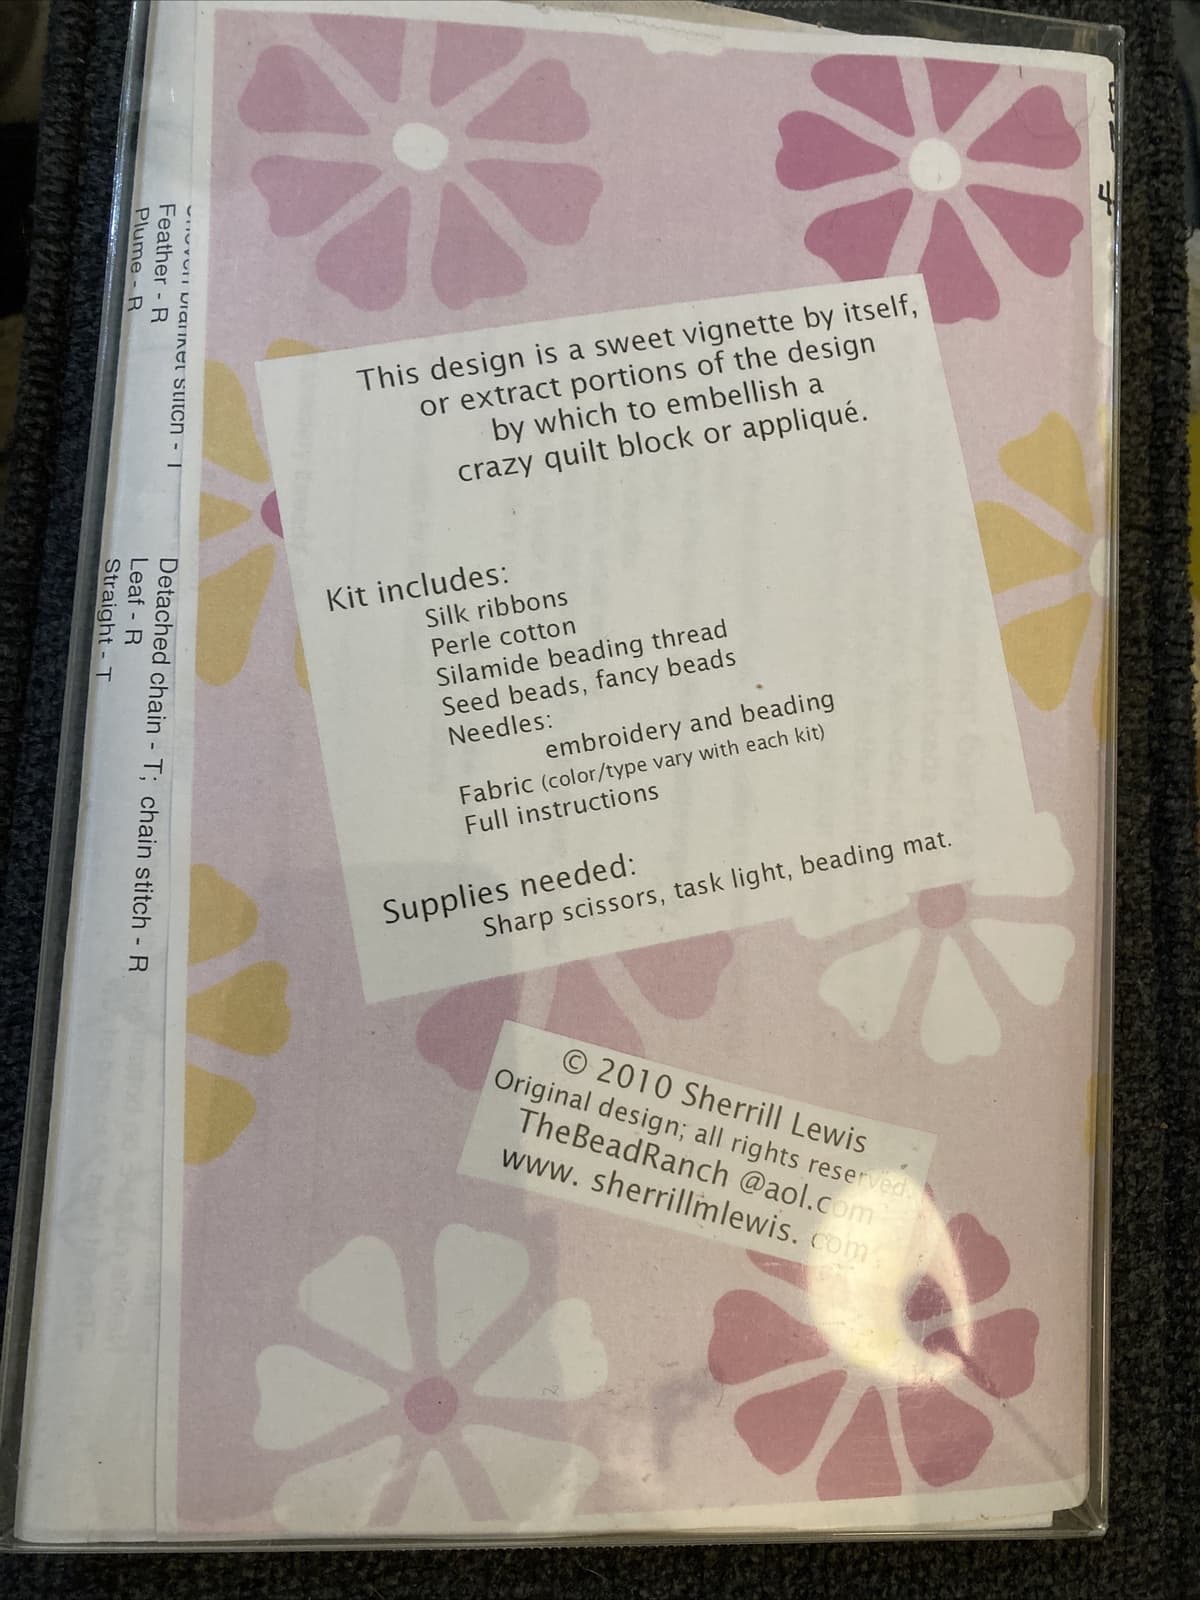 This design is a sweet vignette by itself,
or extract portions of the design
by which to embellish a
crazy quilt block or appliqué.
Kit includes:
Silk ribbons
Perle cotton
Silamide beading thread
Seed beads, fancy beads
Needles:
embroidery and beading
Fabric (color/type vary with each kit)
Full instructions
Supplies needed:
Sharp scissors, task light, beading mat.
© 2010 Sherrill Lewis
Original design; all rights reserved.
TheBeadRanch @aol.com
www. sherrillmlewis. com
blanket stitch - T
Feather - R
Plume - R
Detached chain - T; chain stitch - R
Leaf - R
Straight - T